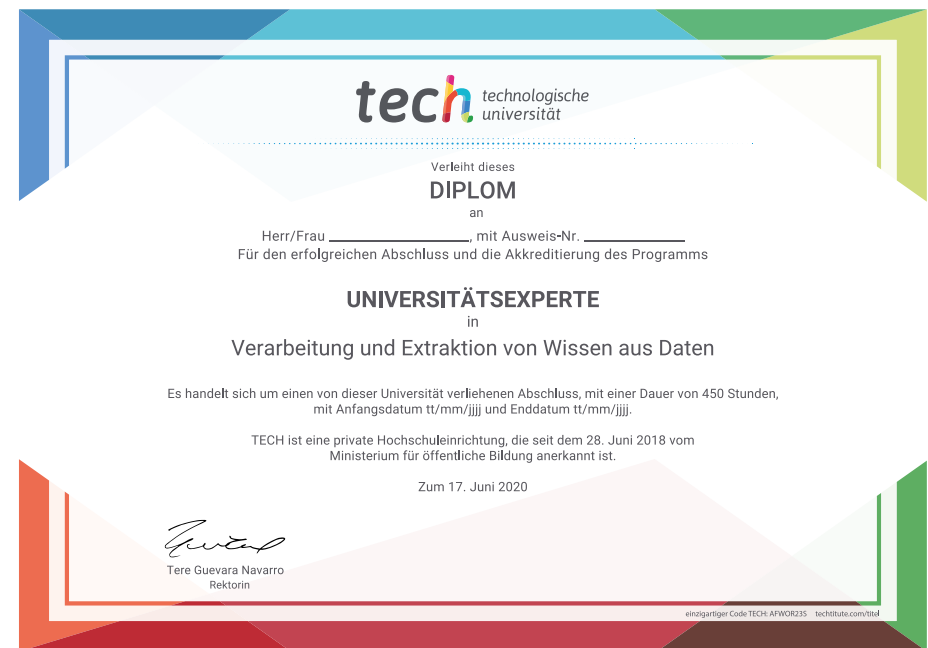 tech technologische
universität
Verleiht dieses
DIPLOM
an
Herr/Frau ____________________, mit Ausweis-Nr. ______________
Für den erfolgreichen Abschluss und die Akkreditierung des Programms
UNIVERSITÄTSEXPERTE
in
Verarbeitung und Extraktion von Wissen aus Daten
Es handelt sich um einen von dieser Universität verliehenen Abschluss, mit einer Dauer von 450 Stunden,
mit Anfangsdatum tt/mm/jjjj und Enddatum tt/mm/jjjj.
TECH ist eine private Hochschuleinrichtung, die seit dem 28. Juni 2018 vom
Ministerium für öffentliche Bildung anerkannt ist.
Zum 17. Juni 2020
Tere Guevara Navarro
Rektorin
einzigartiger Code TECH: AFWOR23S techtitute.com/titel